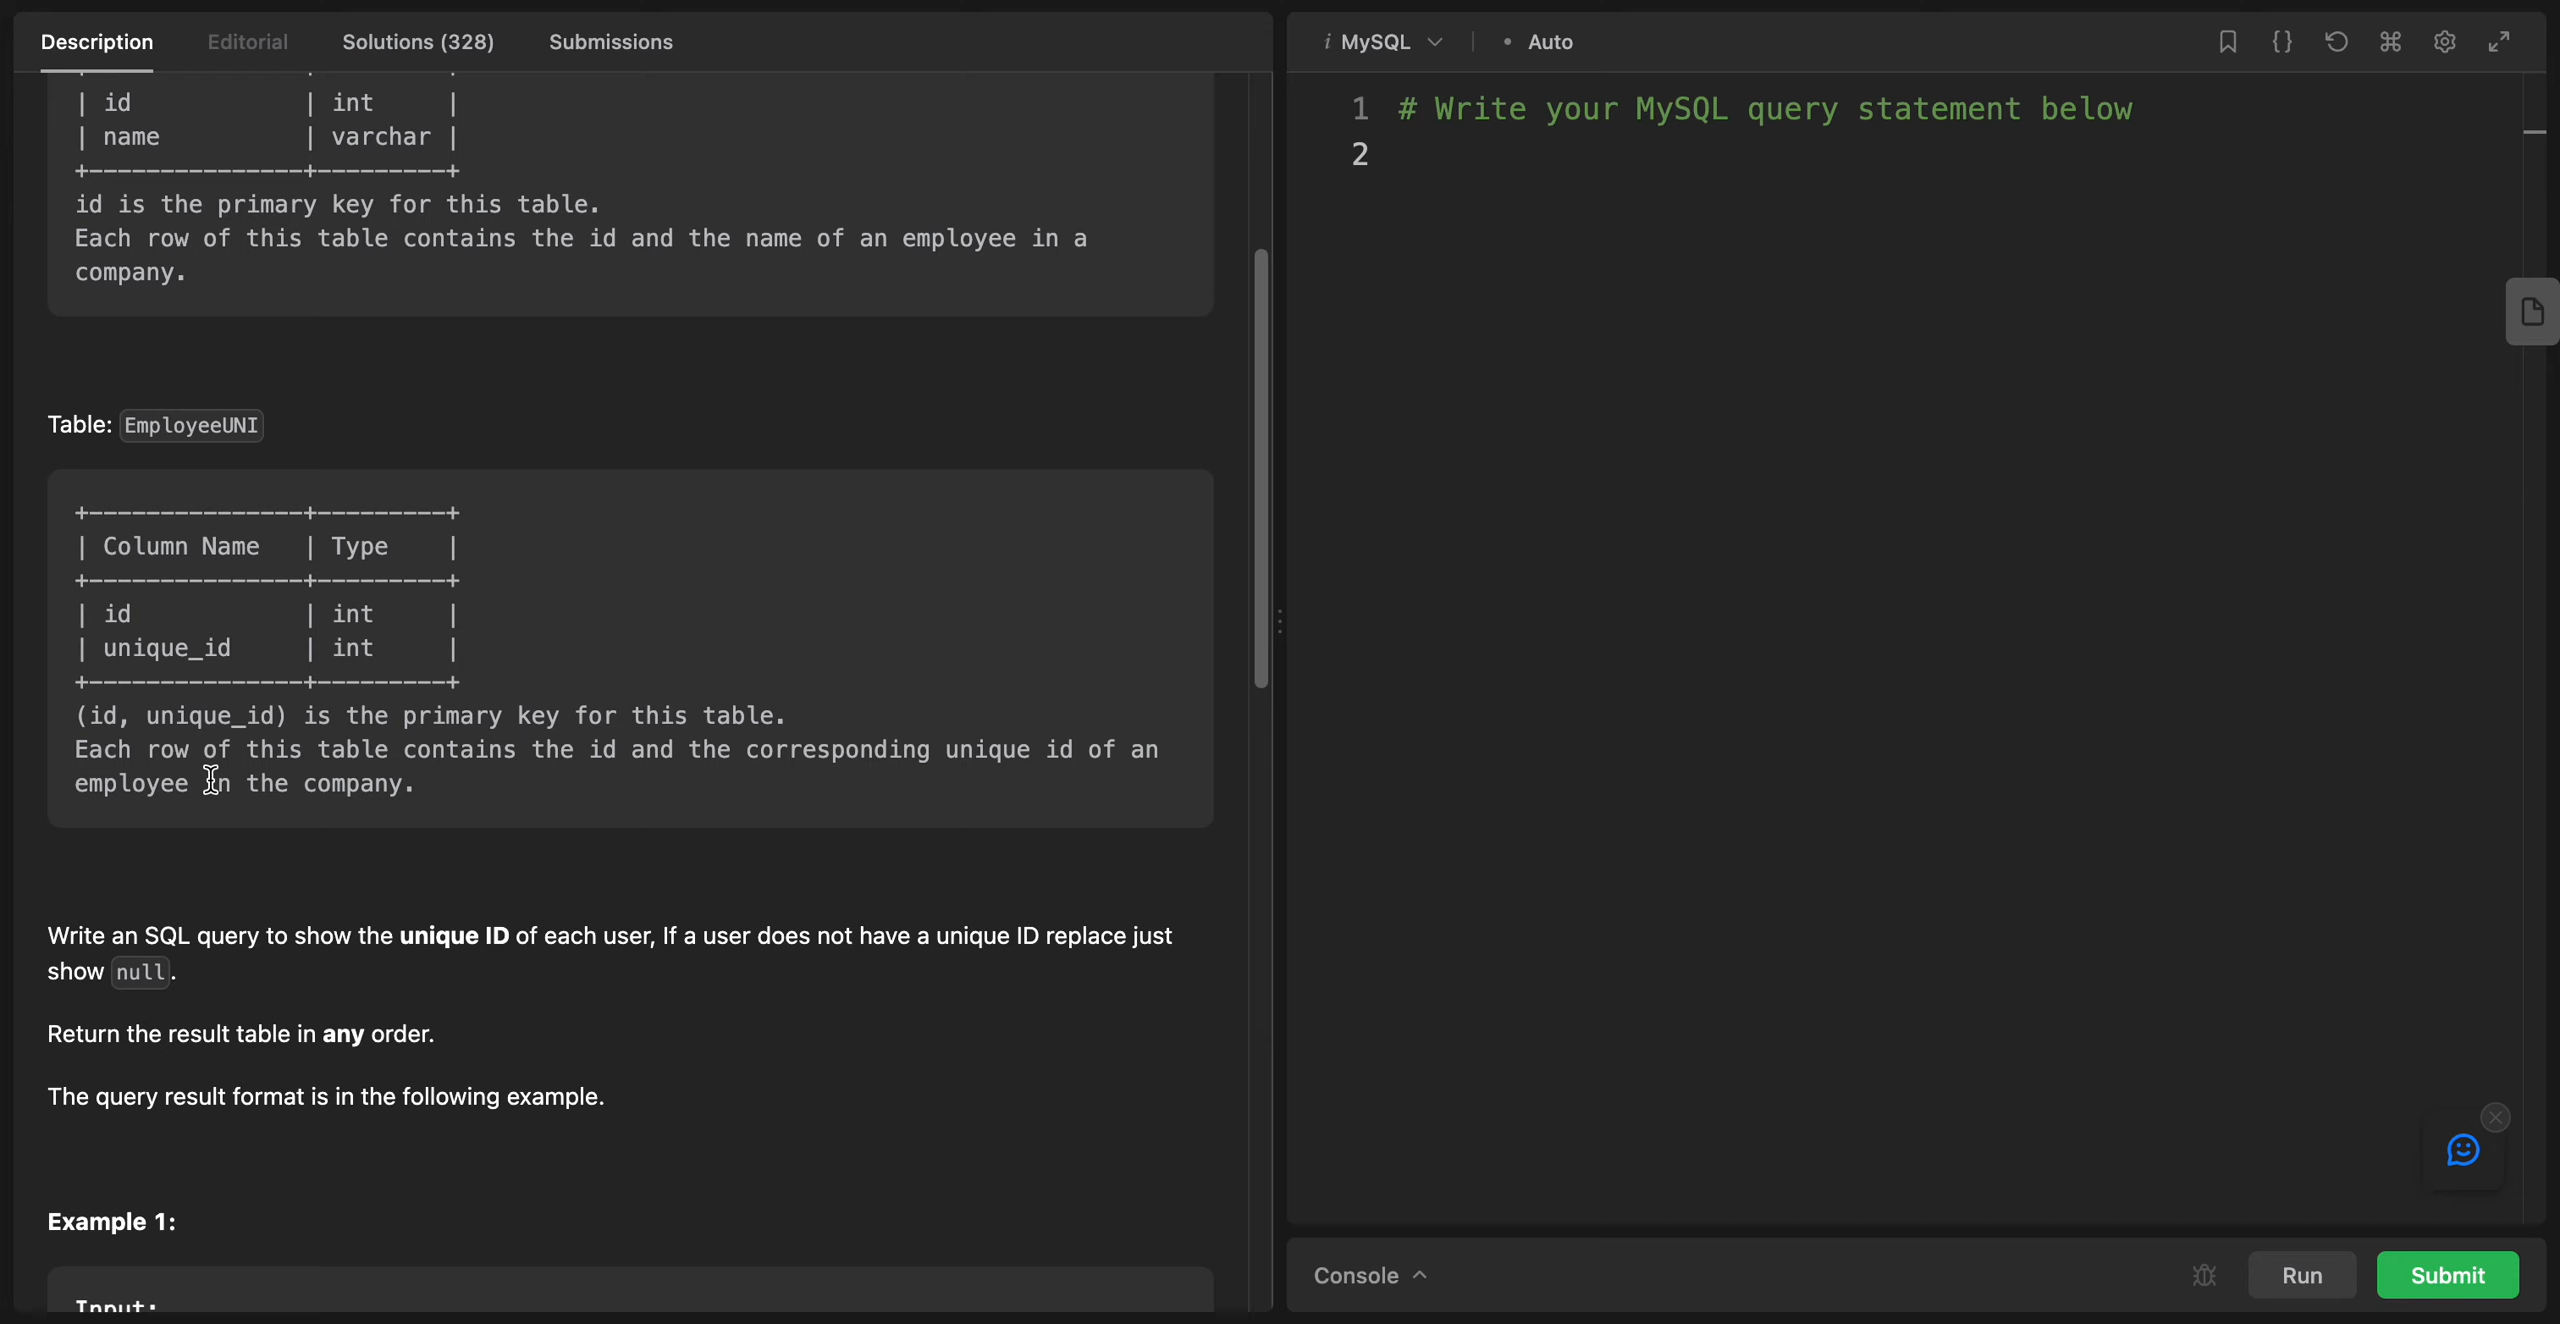 Description Editorial Solutions (328) Submissions
| id | int |
| name | varchar |
+---------------+---------+
id is the primary key for this table.
Each row of this table contains the id and the name of an employee in a
company.
Table: EmployeeUNI
+---------------+---------+
| Column Name | Type |
+---------------+---------+
| id | int |
| unique_id | int |
+---------------+---------+
(id, unique_id) is the primary key for this table.
Each row of this table contains the id and the corresponding unique id of an
employee in the company.
Write an SQL query to show the unique ID of each user, If a user does not have a unique ID replace just
show null.
Return the result table in any order.
The query result format is in the following example.
Example 1:
Input:
i MySQL | • Auto {}
1 # Write your MySQL query statement below
2
Console Run Submit